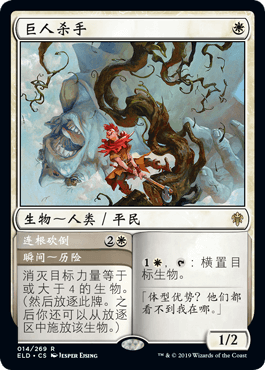 巨人杀手
生物～人类／平民
连根砍倒 2
瞬间～历险
消灭目标力量等于
或大于4的生物。
(然后放逐此牌。之
后你还可以从放逐
区中施放该生物。)
1，：横置目
标生物。
「体型优势？他们都
看不到我在哪。」
1/2
014/269 R
ELD • CS JESPER EJSING
™ & © 2019 Wizards of the Coast